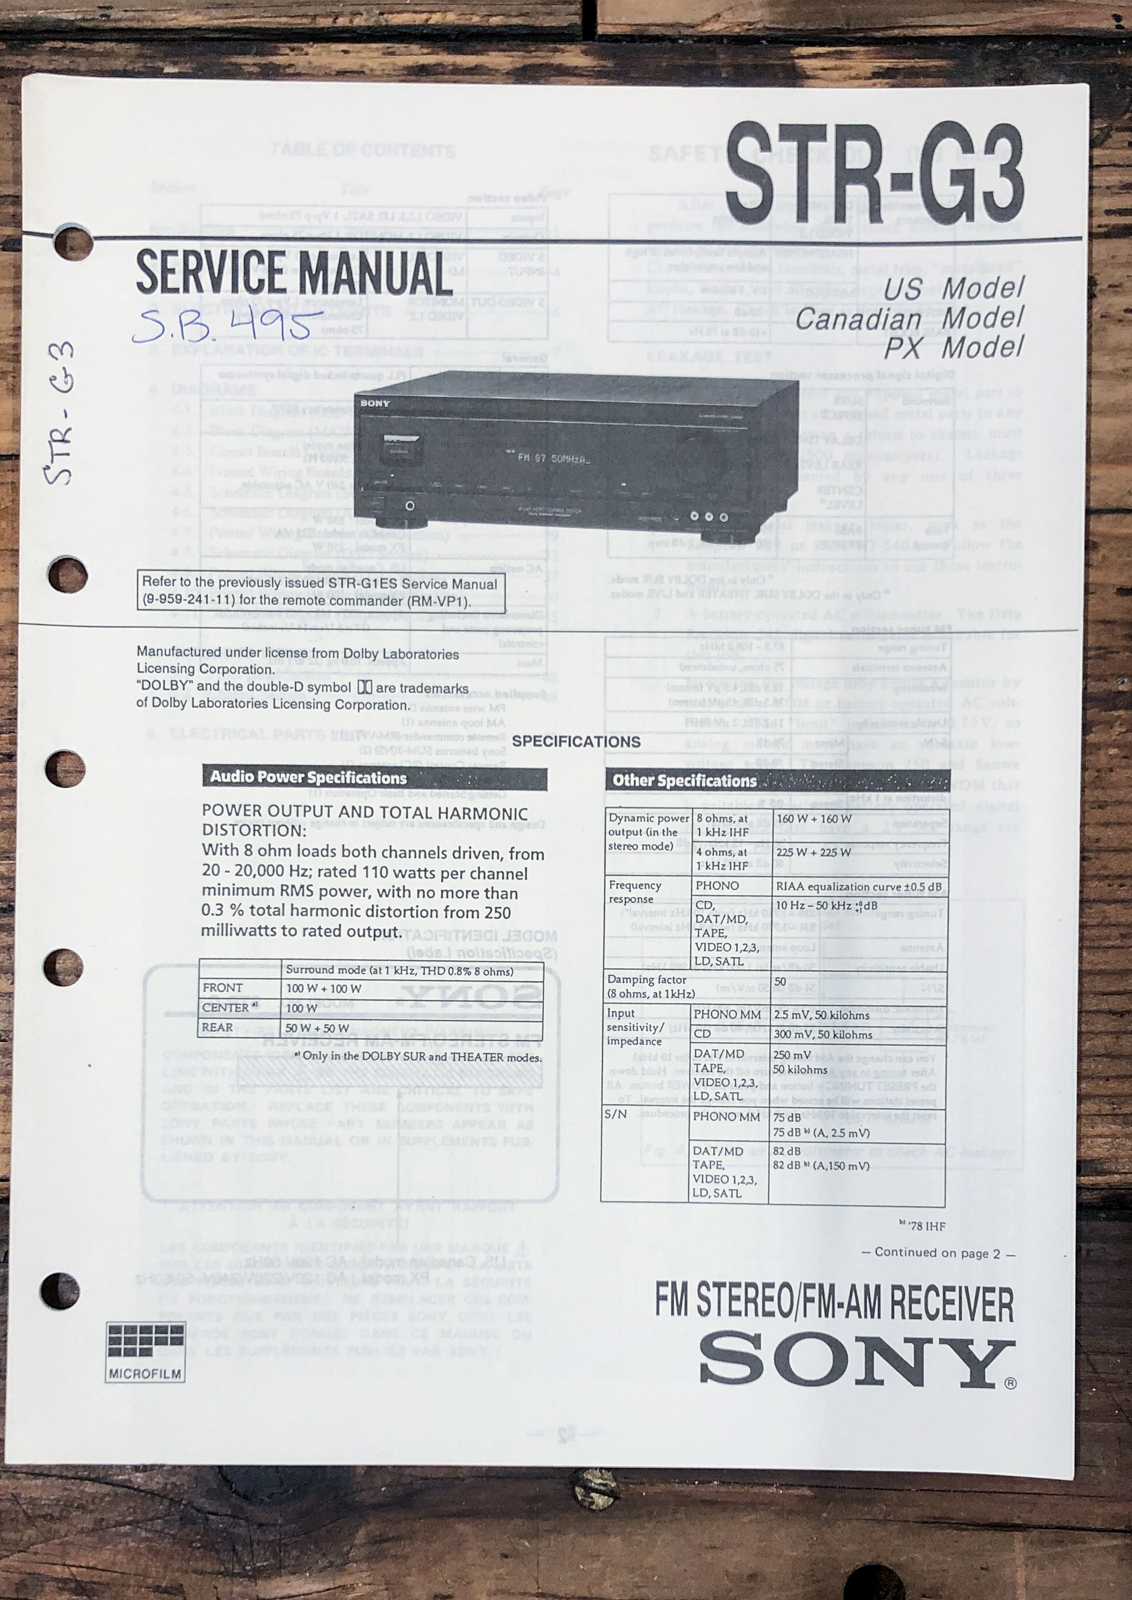 STR-G3
SERVICE MANUAL
S.B. 495
STR-G3
US Model
Canadian Model
PX Model
SONY
FM 87 50MHz
Refer to the previously issued STR-G1ES Service Manual
(9-959-241-11) for the remote commander (RM-VP1).
Manufactured under license from Dolby Laboratories
Licensing Corporation.
"DOLBY" and the double-D symbol are trademarks
of Dolby Laboratories Licensing Corporation.
SPECIFICATIONS
Audio Power Specifications
POWER OUTPUT AND TOTAL HARMONIC
DISTORTION:
With 8 ohm loads both channels driven, from
20 - 20,000 Hz; rated 110 watts per channel
minimum RMS power, with no more than
0.3 % total harmonic distortion from 250
milliwatts to rated output.
Surround mode (at 1 kHz, THD 0.8% 8 ohms)
FRONT 100 W + 100 W
CENTER a) 100 W
REAR 50 W + 50 W
a) Only in the DOLBY SUR and THEATER modes.
Other Specifications
Dynamic power 8 ohms, at 160 W + 160 W
output (in the 1 kHz IHF
stereo mode) 4 ohms, at 225 W + 225 W
1 kHz IHF
Frequency PHONO RIAA equalization curve ±0.5 dB
response CD, 10 Hz – 50 kHz dB
DAT/MD,
TAPE,
VIDEO 1,2,3,
LD, SATL
Damping factor 50
(8 ohms, at 1kHz)
Input PHONO MM 2.5 mV, 50 kilohms
sensitivity/ CD 300 mV, 50 kilohms
impedance DAT/MD 250 mV
TAPE, 50 kilohms
VIDEO 1,2,3,
LD, SATL
S/N PHONO MM 75 dB
75 dB b) (A, 2.5 mV)
DAT/MD 82 dB
TAPE, 82 dB b) (A,150 mV)
VIDEO 1,2,3,
LD, SATL
b) '78 IHF
— Continued on page 2 —
FM STEREO/FM-AM RECEIVER
SONY®
MICROFILM